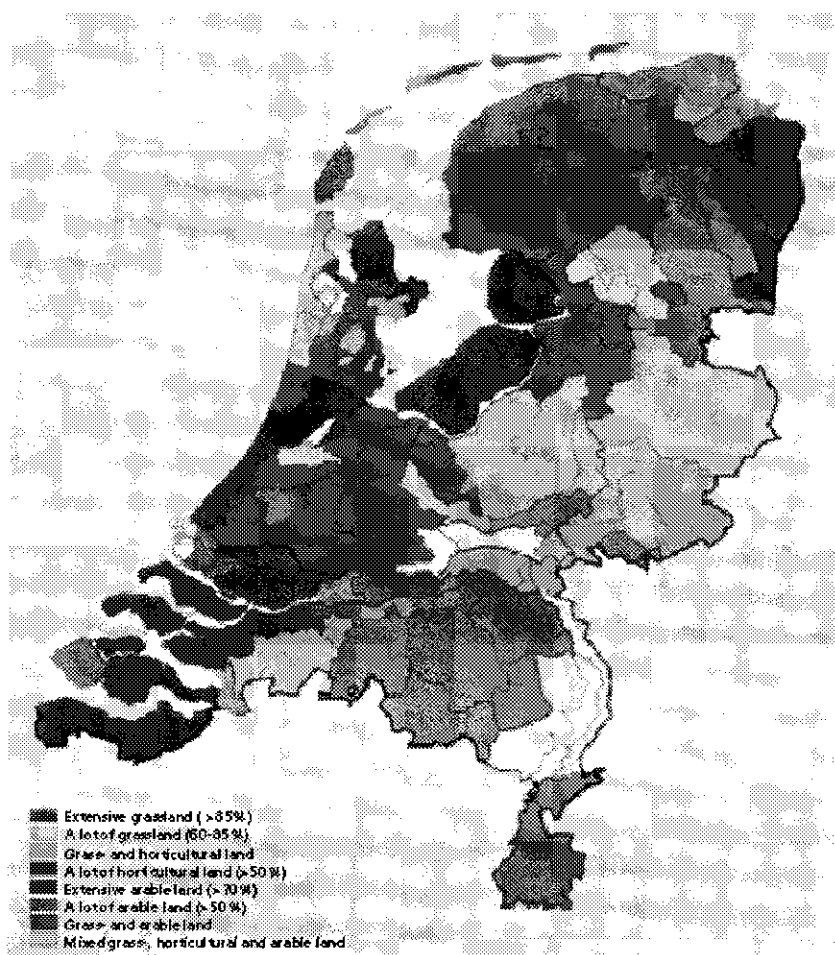 Extensive grassland (>85%)
A lot of grassland (60-85%)
Grass- and horticultural land
A lot of horticultural land (>50%)
Extensive arable land (>70%)
A lot of arable land (>50%)
Grass- and arable land
Mixed grass-, horticultural and arable land